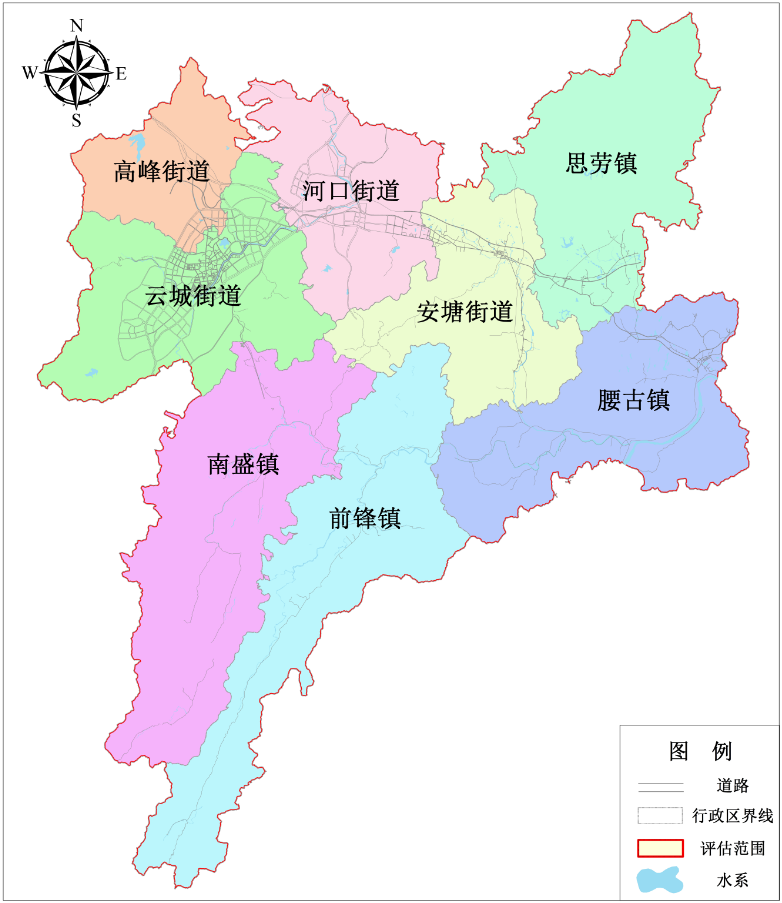 N
W
E
S
思劳镇
高峰街道
河口街道
云城街道
安塘街道
腰古镇
南盛镇
前锋镇
图 例
道路
行政区界线
评估范围
水系